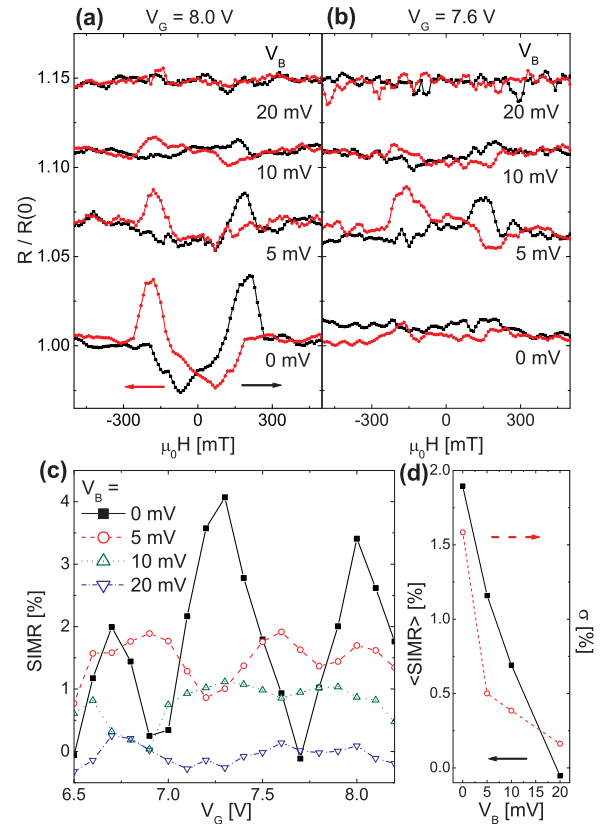 (a) V_G = 8.0 V
(b) V_G = 7.6 V
1.15
1.10
1.05
1.00
R / R(0)
V_B
20 mV
10 mV
5 mV
0 mV
V_B
20 mV
10 mV
5 mV
0 mV
-300 0 300
-300 0 300
μ₀H [mT]
μ₀H [mT]
(c)
V_B =
0 mV
5 mV
10 mV
20 mV
4
3
2
1
0
SIMR [%]
6.5 7.0 7.5 8.0
V_G [V]
(d)
2.0
1.5
1.0
0.5
0.0
<SIMR> [%]
σ [%]
0 5 10 15 20
V_B [mV]